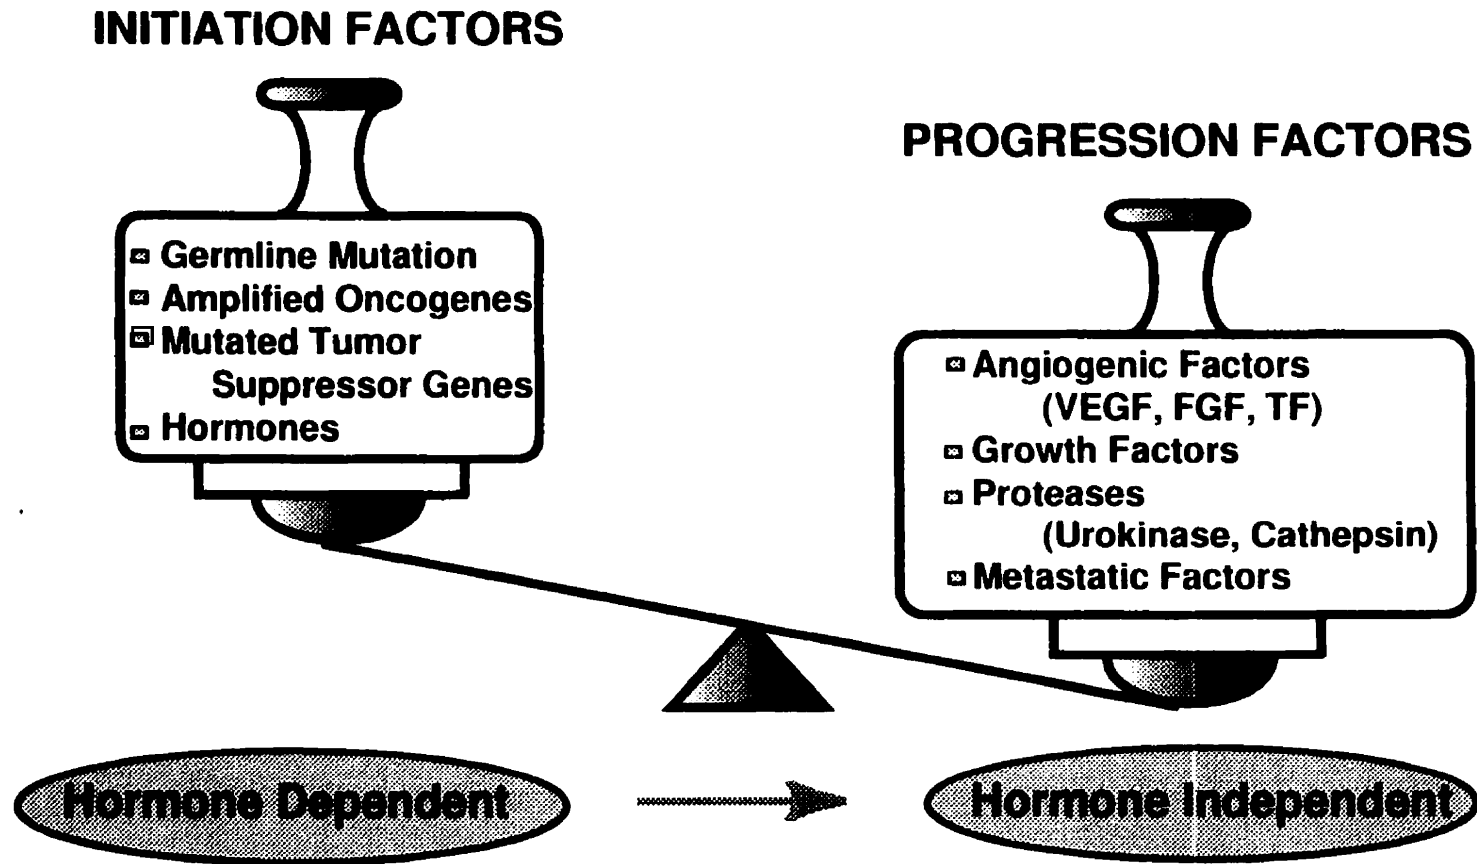 INITIATION FACTORS
Germline Mutation
Amplified Oncogenes
Mutated Tumor
Suppressor Genes
Hormones
PROGRESSION FACTORS
Angiogenic Factors
(VEGF, FGF, TF)
Growth Factors
Proteases
(Urokinase, Cathepsin)
Metastatic Factors
Hormone Dependent
Hormone Independent